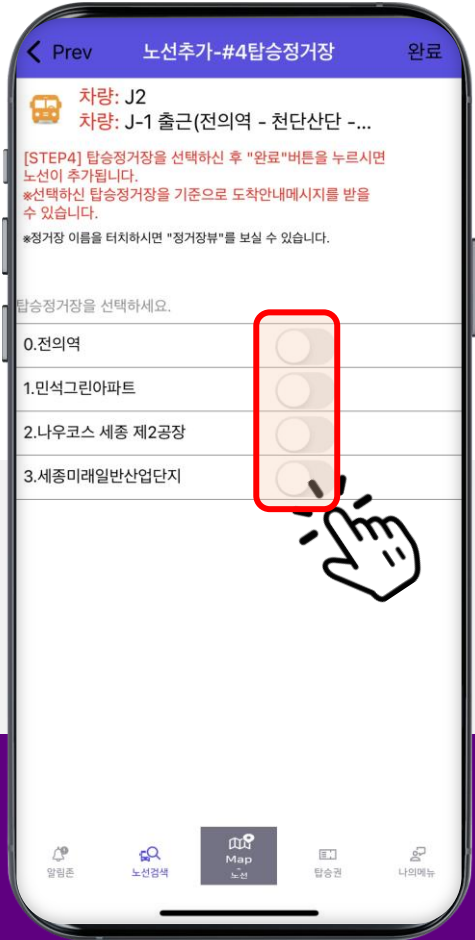 Prev 노선추가-#4탑승정거장 완료
차량: J2
차량: J-1 출근(전의역 - 천단산단 -...
[STEP4] 탑승정거장을 선택하신 후 "완료"버튼을 누르시면
노선이 추가됩니다.
※선택하신 탑승정거장을 기준으로 도착안내메시지를 받을
수 있습니다.
※정거장 이름을 터치하시면 "정거장뷰"를 보실 수 있습니다.
탑승정거장을 선택하세요.
0.전의역
1.민석그린아파트
2.나우코스 세종 제2공장
3.세종미래일반산업단지
알림존
노선검색
Map
노선
탑승권
나의메뉴